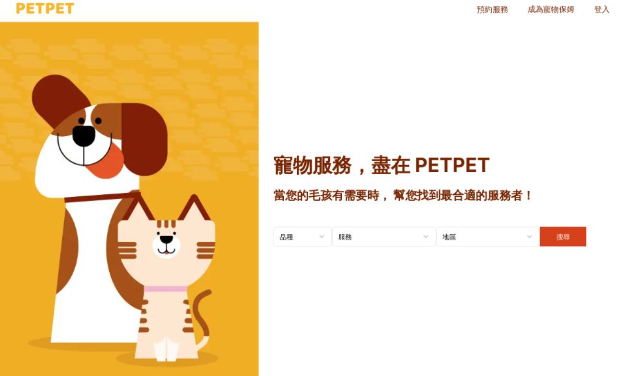 PETPET
預約服務 成為寵物保姆 登入
寵物服務，盡在 PETPET
當您的毛孩有需要時， 幫您找到最合適的服務者！
品種 服務 地區 搜尋